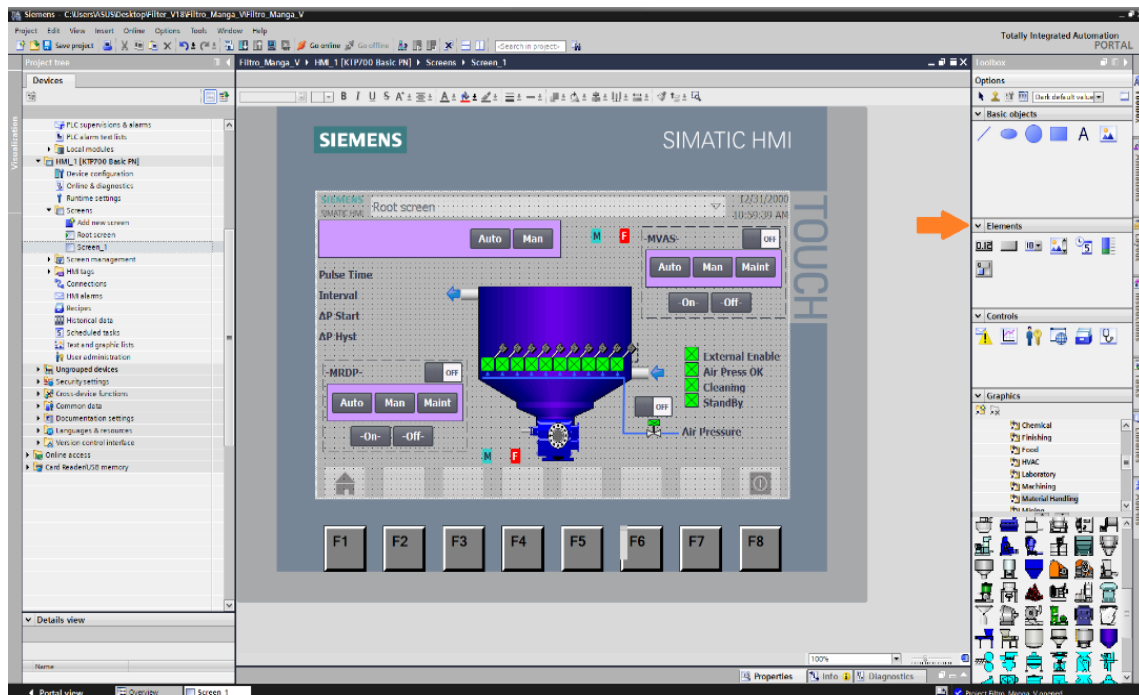 Siemens - C:\Users\ASUS\Desktop\Filter_V18\Filtro_Manga_V\Filtro_Manga_V
Project Edit View Insert Online Options Tools Window Help
Totally Integrated Automation
PORTAL
Save project
Go online
Go offline
<Search in project>
Project tree
Filtro_Manga_V ▸ HMI_1 [KTP700 Basic PN] ▸ Screens ▸ Screen_1
Toolbox
Devices
Options
Dark default value
PLC supervisions & alarms
PLC alarm text lists
Local modules
HMI_1 [KTP700 Basic PN]
Device configuration
Online & diagnostics
Runtime settings
Screens
Add new screen
Root screen
Screen_1
Screen management
HMI tags
Connections
HMI alarms
Recipes
Historical data
Scheduled tasks
Text and graphic lists
User administration
Ungrouped devices
Security settings
Cross-device functions
Common data
Documentation settings
Languages & resources
Version control interface
Online access
Card Reader/USB memory
Details view
Name
SIEMENS
SIMATIC HMI
TOUCH
SIEMENS
SIMATIC HMI
Root screen
12/31/2000
10:59:39 AM
Auto Man
M F
-MVAS-
OFF
Auto Man Maint
-On- -Off-
Pulse Time
Interval
ΔP Start
ΔP Hyst
-MRDP-
OFF
Auto Man Maint
-On- -Off-
External Enable
Air Press OK
Cleaning
StandBy
OFF
Air Pressure
M F
F1 F2 F3 F4 F5 F6 F7 F8
100%
Properties Info Diagnostics
Basic objects
A
Elements
Controls
Graphics
Chemical
Finishing
Food
HVAC
Laboratory
Machining
Material Handling
Mining
Portal view Overview Screen_1
Project Filtro_Manga_V opened.